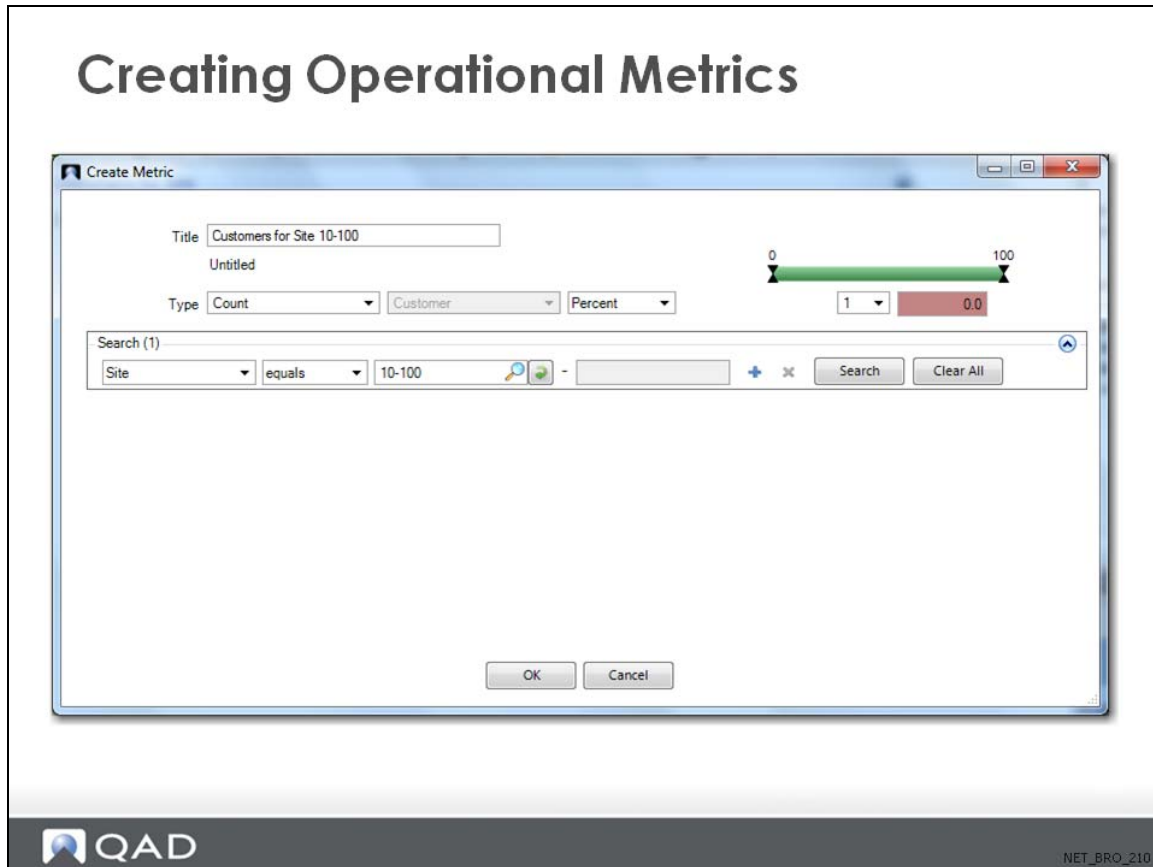 Creating Operational Metrics
Create Metric
Title Customers for Site 10-100
Untitled
0 100
Type Count Customer Percent 1 0.0
Search (1)
Site equals 10-100 - Search Clear All
OK Cancel
QAD
NET_BRO_210